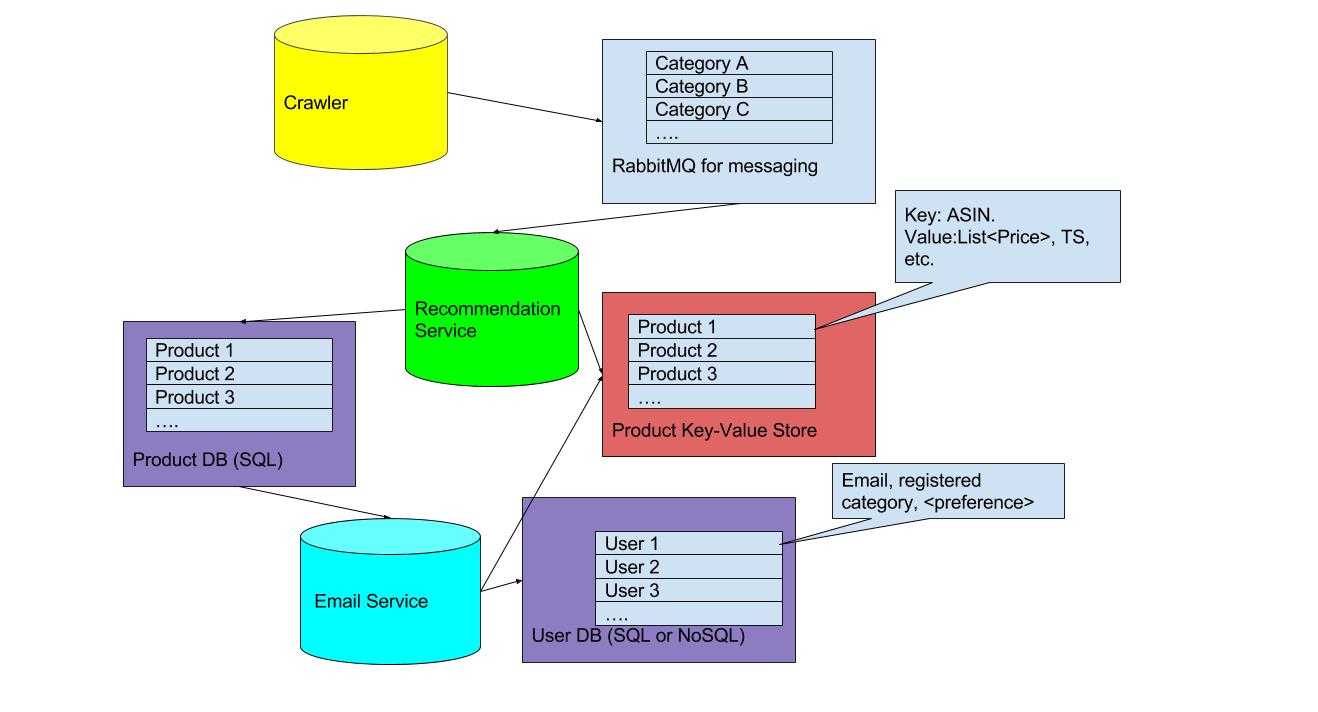 Crawler
Category A
Category B
Category C
....
RabbitMQ for messaging
Key: ASIN.
Value:List<Price>, TS,
etc.
Recommendation
Service
Product 1
Product 2
Product 3
....
Product Key-Value Store
Product 1
Product 2
Product 3
....
Product DB (SQL)
Email, registered
category, <preference>
Email Service
User 1
User 2
User 3
....
User DB (SQL or NoSQL)